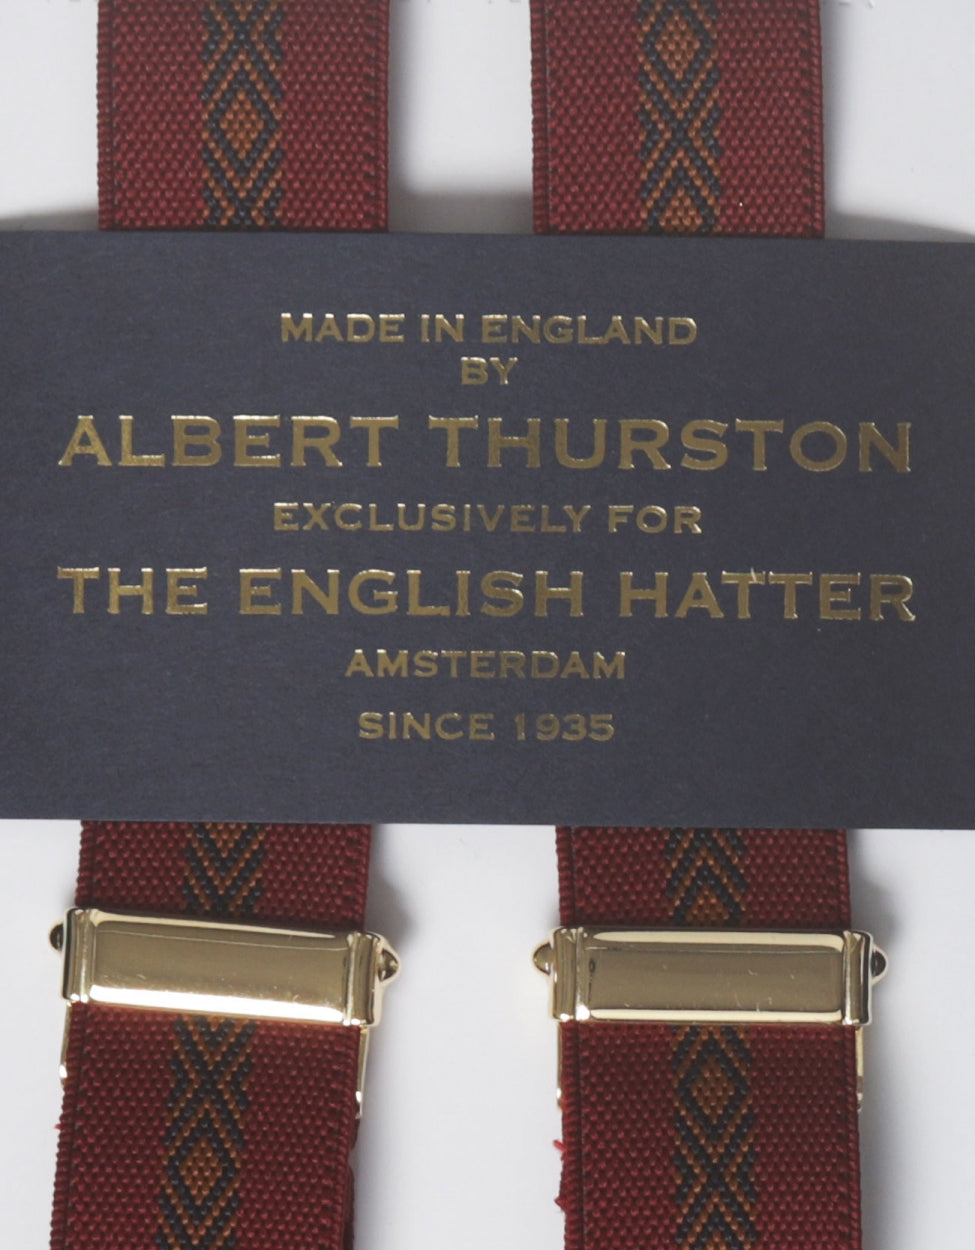 MADE IN ENGLAND
BY
ALBERT THURSTON
EXCLUSIVELY FOR
THE ENGLISH HATTER
AMSTERDAM
SINCE 1935